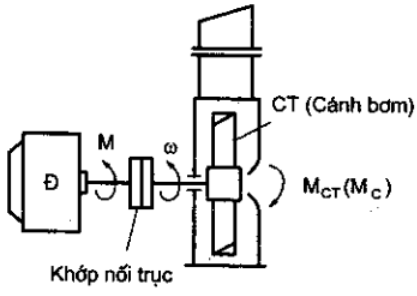 CT (Cánh bơm)
M
ω
Đ
M_CT (M_C)
Khớp nối trục